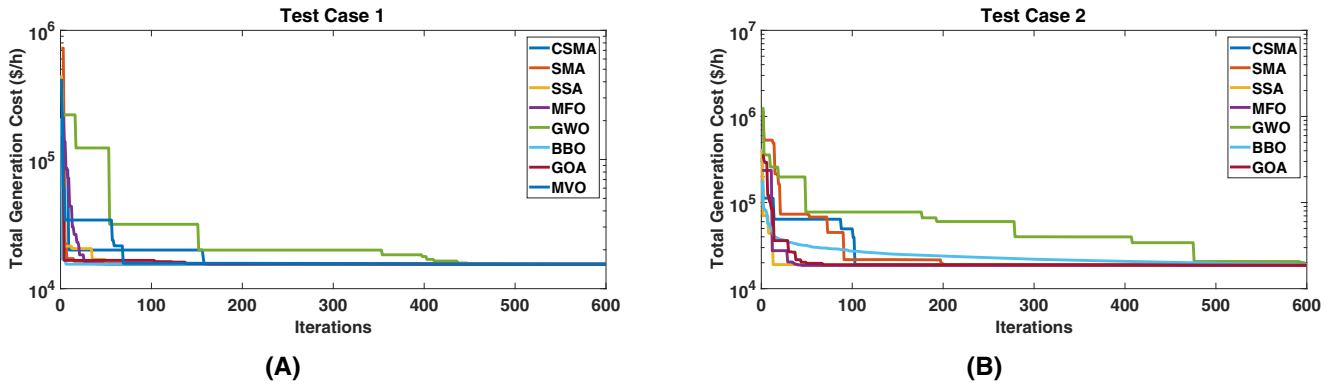 Test Case 1
Total Generation Cost ($/h)
10^6
10^5
10^4
0 100 200 300 400 500 600
Iterations
CSMA
SMA
SSA
MFO
GWO
BBO
GOA
MVO
(A)
Test Case 2
Total Generation Cost ($/h)
10^7
10^6
10^5
10^4
0 100 200 300 400 500 600
Iterations
CSMA
SMA
SSA
MFO
GWO
BBO
GOA
(B)